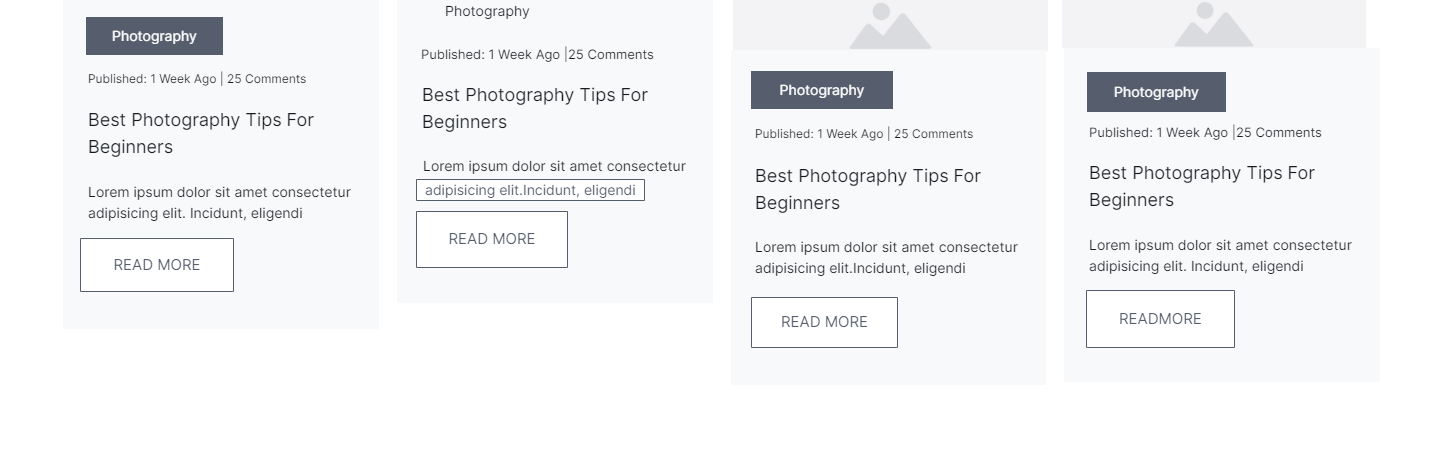 Photography
Published: 1 Week Ago | 25 Comments
Best Photography Tips For
Beginners
Lorem ipsum dolor sit amet consectetur
adipisicing elit. Incidunt, eligendi
READ MORE
Photography
Published: 1 Week Ago |25 Comments
Best Photography Tips For
Beginners
Lorem ipsum dolor sit amet consectetur
adipisicing elit.Incidunt, eligendi
READ MORE
Photography
Published: 1 Week Ago | 25 Comments
Best Photography Tips For
Beginners
Lorem ipsum dolor sit amet consectetur
adipisicing elit.Incidunt, eligendi
READ MORE
Photography
Published: 1 Week Ago |25 Comments
Best Photography Tips For
Beginners
Lorem ipsum dolor sit amet consectetur
adipisicing elit. Incidunt, eligendi
READMORE